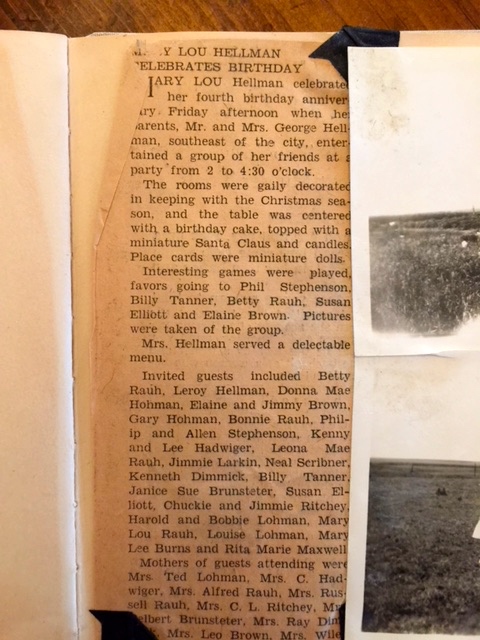 LOU HELLMAN
CELEBRATES BIRTHDAY
MARY LOU Hellman celebrated
her fourth birthday anniver-
sary Friday afternoon when her
parents, Mr. and Mrs. George Hell-
man, southeast of the city, enter-
tained a group of her friends at a
party from 2 to 4:30 o'clock.
The rooms were gaily decorated
in keeping with the Christmas sea-
son, and the table was centered
with a birthday cake, topped with a
miniature Santa Claus and candles.
Place cards were miniature dolls.
Interesting games were played,
favors going to Phil Stephenson,
Billy Tanner, Betty Rauh, Susan
Elliott and Elaine Brown. Pictures
were taken of the group.
Mrs. Hellman served a delectable
menu.
Invited guests included Betty
Rauh, Leroy Hellman, Donna Mae
Hohman, Elaine and Jimmy Brown,
Gary Hohman, Bonnie Rauh, Phil-
ip and Allen Stephenson, Kenny
and Lee Hadwiger, Leona Mae
Rauh, Jimmie Larkin, Neal Scribner,
Kenneth Dimmick, Billy Tanner,
Janice Sue Brunsteter, Susan El-
liott, Chuckie and Jimmie Ritchey,
Harold and Bobbie Lohman, Mary
Lou Rauh, Louise Lohman, Mary
Lee Burns and Rita Marie Maxwell.
Mothers of guests attending were
Mrs. Ted Lohman, Mrs. C. Had-
wiger, Mrs. Alfred Rauh, Mrs. Rus-
sell Rauh, Mrs. C. L. Ritchey, Mrs.
Delbert Brunsteter, Mrs. Ray Dim-
Mrs. Leo Brown, Mrs.